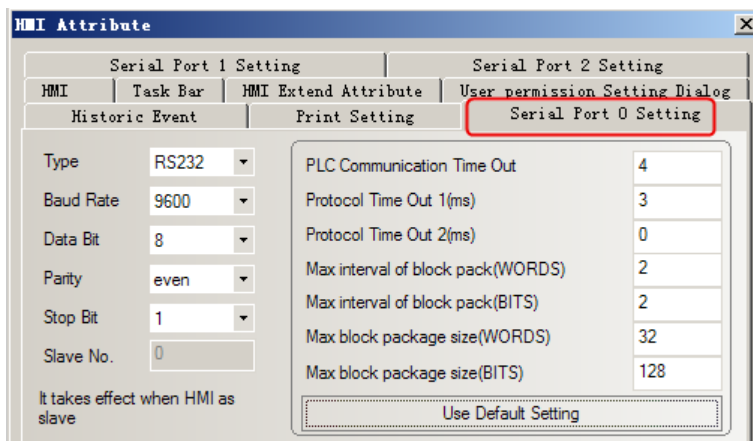 HMI Attribute
Serial Port 1 Setting Serial Port 2 Setting
HMI Task Bar HMI Extend Attribute User permission Setting Dialog
Historic Event Print Setting Serial Port 0 Setting
Type RS232
Baud Rate 9600
Data Bit 8
Parity even
Stop Bit 1
Slave No. 0
It takes effect when HMI as
slave
PLC Communication Time Out 4
Protocol Time Out 1(ms) 3
Protocol Time Out 2(ms) 0
Max interval of block pack(WORDS) 2
Max interval of block pack(BITS) 2
Max block package size(WORDS) 32
Max block package size(BITS) 128
Use Default Setting